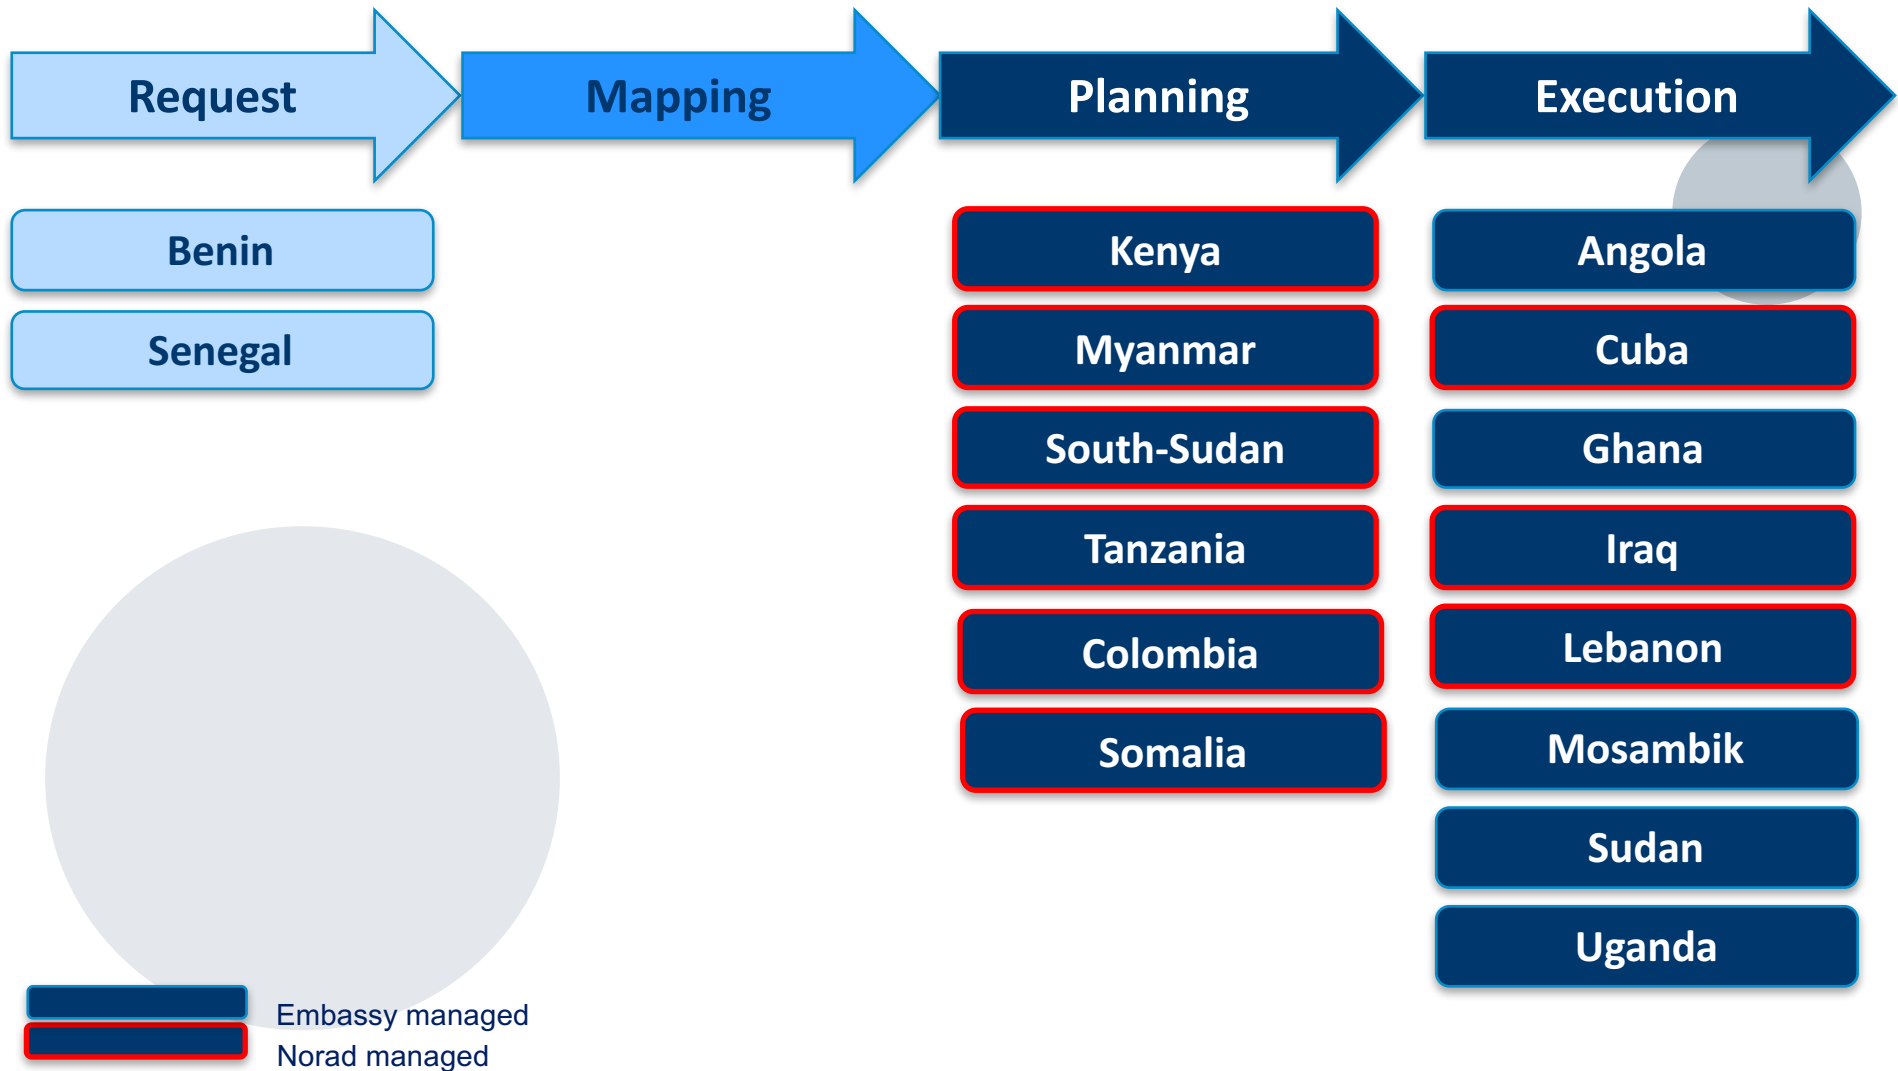 Request
Mapping
Planning
Execution
Benin
Senegal
Kenya
Myanmar
South-Sudan
Tanzania
Colombia
Somalia
Angola
Cuba
Ghana
Iraq
Lebanon
Mosambik
Sudan
Uganda
Embassy managed
Norad managed